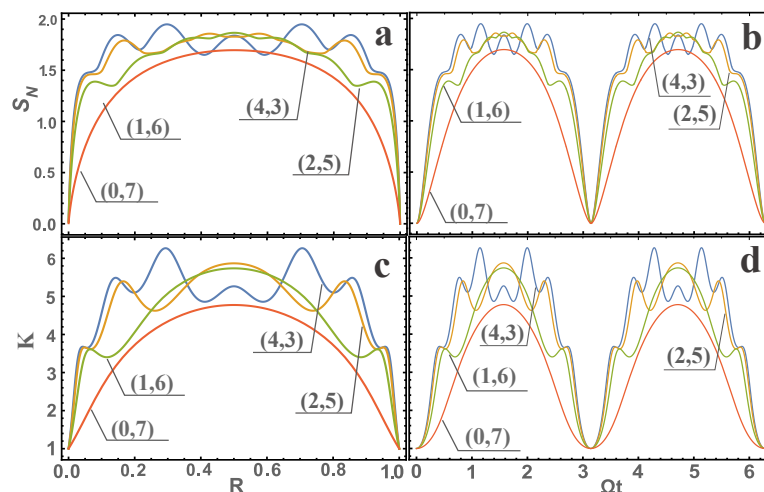 2.0
1.5
1.0
0.5
0.0
S_N
a
(4,3)
(1,6)
(2,5)
(0,7)
b
(4,3)
(1,6)
(2,5)
(0,7)
6
5
4
3
2
1
K
c
(4,3)
(1,6)
(2,5)
(0,7)
0.0 0.2 0.4 0.6 0.8 1.0
R
d
(4,3)
(1,6)
(2,5)
(0,7)
0 1 2 3 4 5 6
Ωt